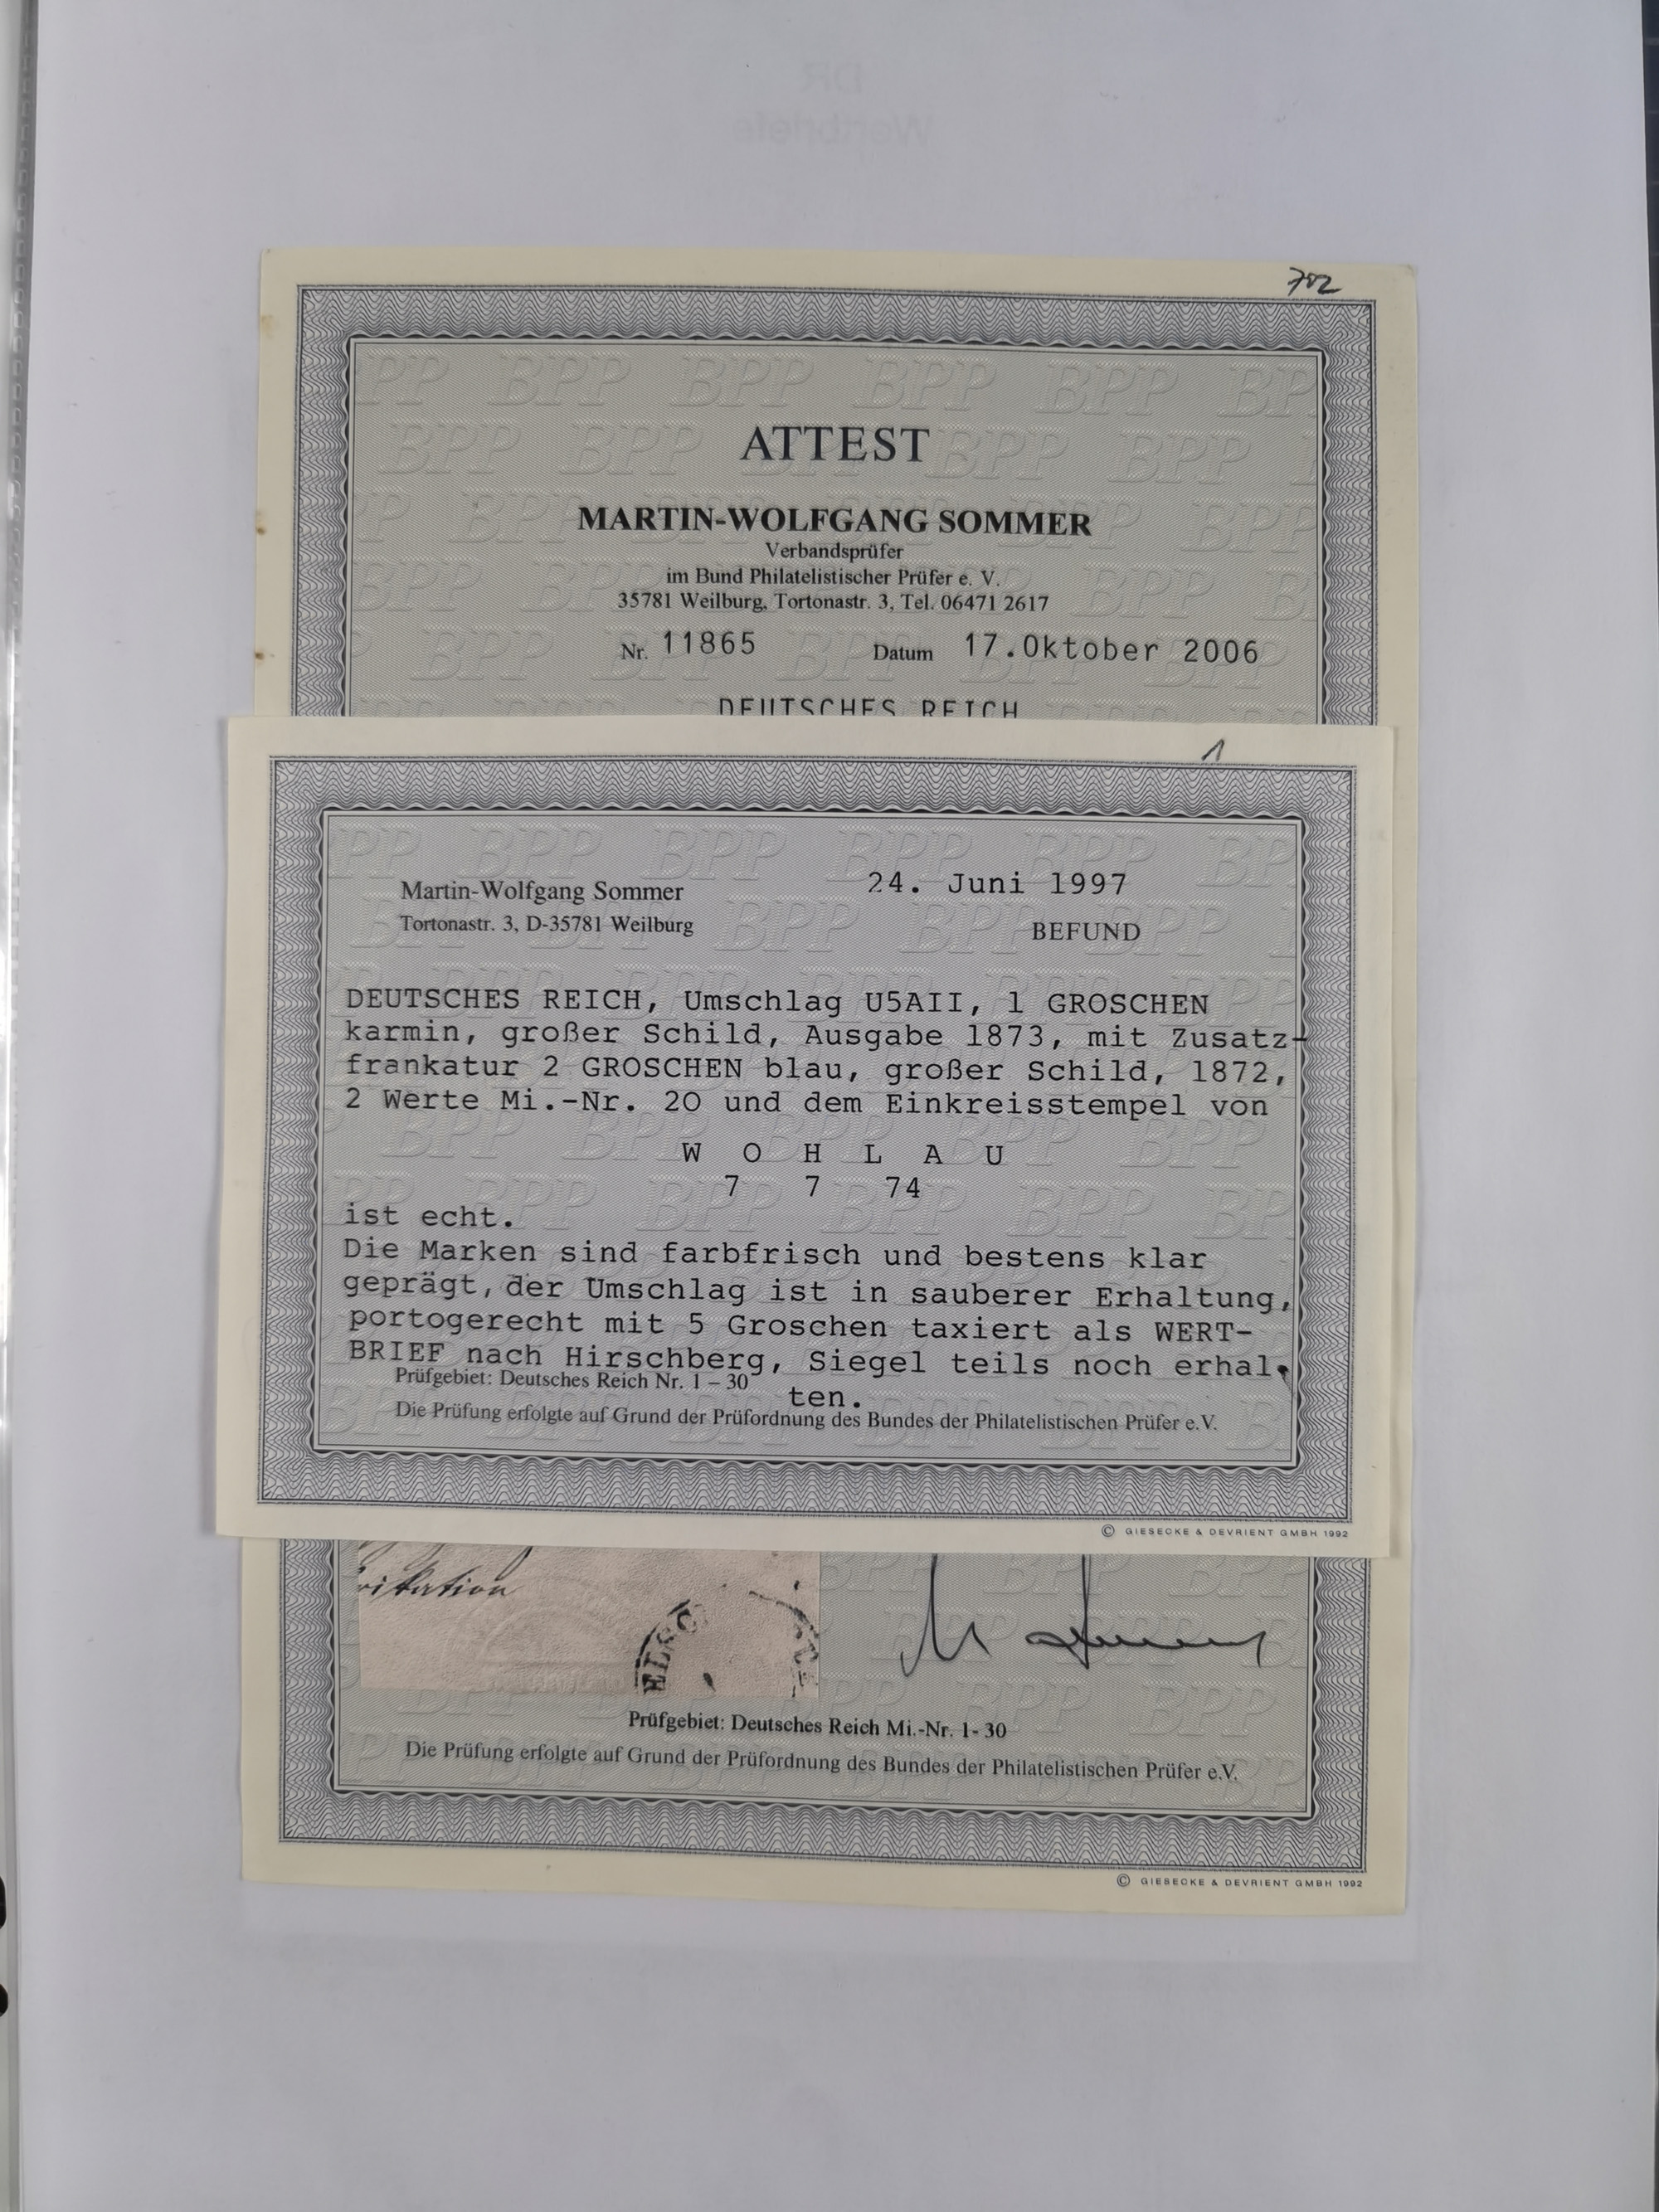 DR
Wertbriefe
702
ATTEST
MARTIN-WOLFGANG SOMMER
Verbandsprüfer
im Bund Philatelistischer Prüfer e. V.
35781 Weilburg, Tortonastr. 3, Tel. 06471 2617
Nr. 11865 Datum 17.Oktober 2006
DEUTSCHES REICH
1
Martin-Wolfgang Sommer 24. Juni 1997
Tortonastr. 3, D-35781 Weilburg BEFUND
DEUTSCHES REICH, Umschlag U5AII, 1 GROSCHEN
karmin, großer Schild, Ausgabe 1873, mit Zusatz-
frankatur 2 GROSCHEN blau, großer Schild, 1872,
2 Werte Mi.-Nr. 20 und dem Einkreisstempel von
W O H L A U
7 7 74
ist echt.
Die Marken sind farbfrisch und bestens klar
geprägt, der Umschlag ist in sauberer Erhaltung,
portogerecht mit 5 Groschen taxiert als WERT-
BRIEF nach Hirschberg, Siegel teils noch erhal-
Prüfgebiet: Deutsches Reich Nr. 1 – 30
ten.
Die Prüfung erfolgte auf Grund der Prüfordnung des Bundes der Philatelistischen Prüfer e.V.
© GIESECKE & DEVRIENT GMBH 1992
Prüfgebiet: Deutsches Reich Mi.-Nr. 1- 30
Die Prüfung erfolgte auf Grund der Prüfordnung des Bundes der Philatelistischen Prüfer e.V.
© GIESECKE & DEVRIENT GMBH 1992